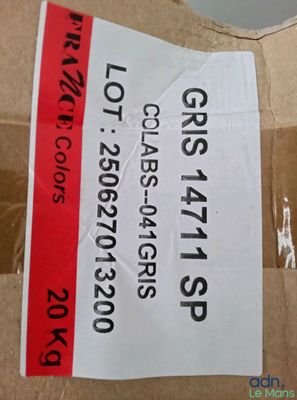 GRIS 14711 SP
COLABS--041GRIS
LOT : 250627013200
FRANCE Colors
20 Kg
adn.
Le Mans